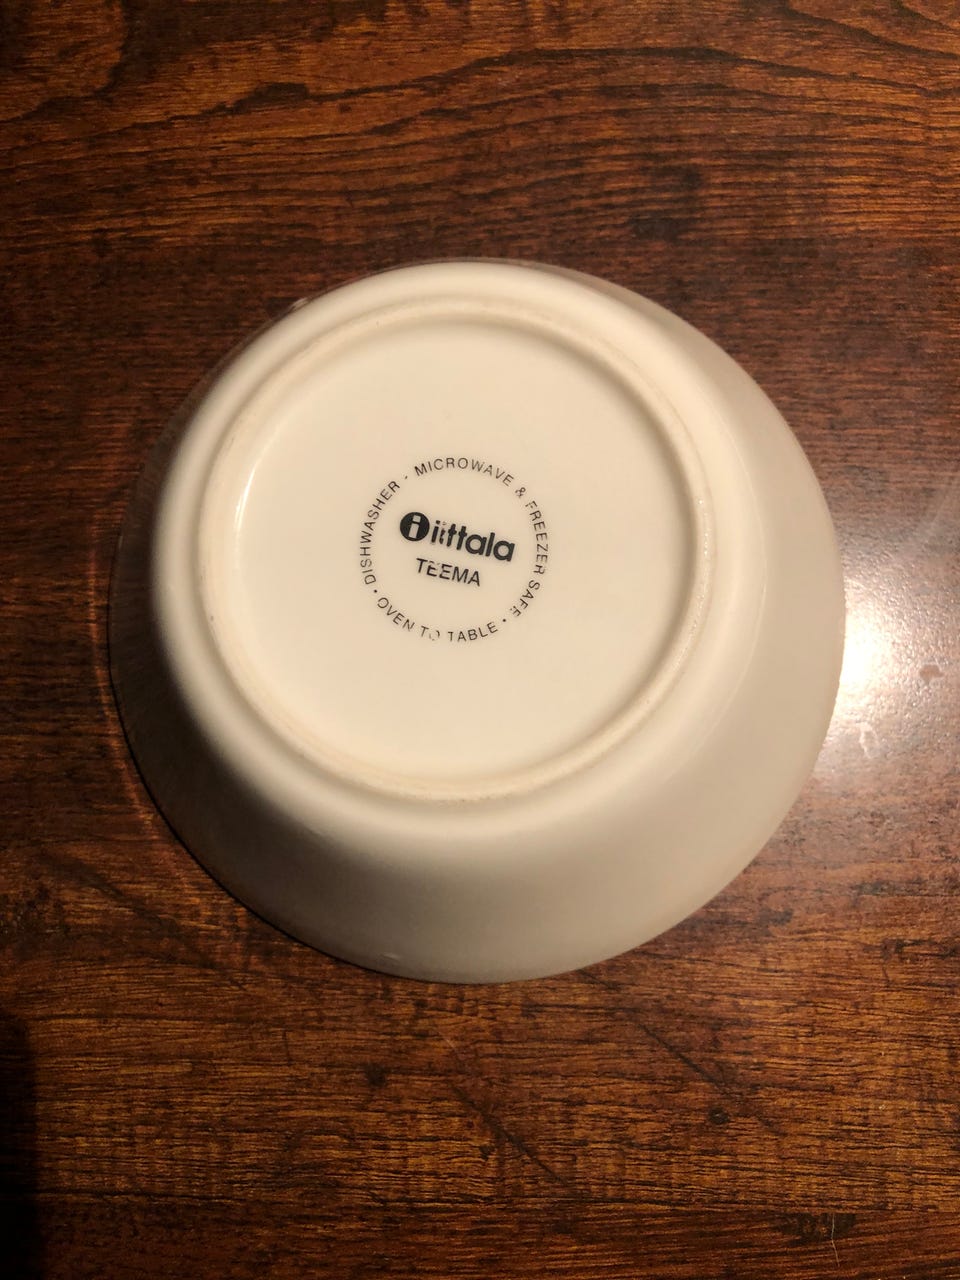 DISHWASHER · MICROWAVE & FREEZER SAFE · OVEN TO TABLE ·
i iittala
TEEMA